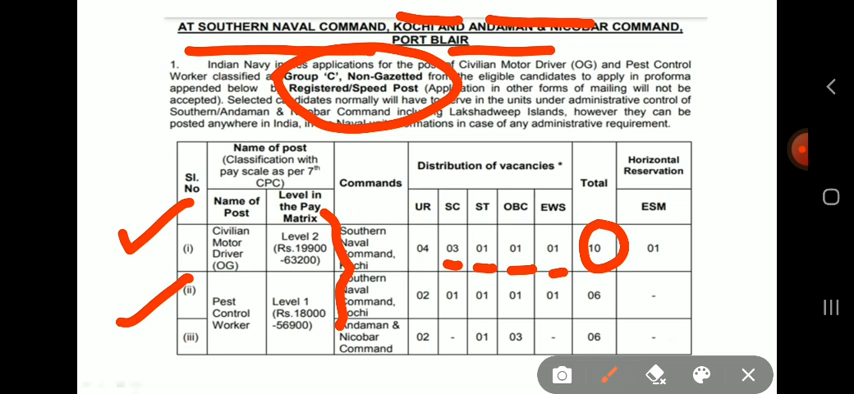 AT SOUTHERN NAVAL COMMAND, KOCHI AND ANDAMAN & NICOBAR COMMAND,
PORT BLAIR
1. Indian Navy applications for the post of Civilian Motor Driver (OG) and Pest Control
Worker classified Group 'C', Non-Gazetted from the eligible candidates to apply in proforma
appended below Registered/Speed Post (Application in other forms of mailing will not be
accepted). Selected candidates normally will have to serve in the units under administrative control of
Southern/Andaman & Nicobar Command including Lakshadweep Islands, however they can be
posted anywhere in India, in Naval formations in case of any administrative requirement.
Sl. No
Name of post (Classification with pay scale as per 7th CPC)
Commands
Distribution of vacancies *
Total
Horizontal Reservation
Name of Post
Level in the Pay Matrix
UR SC ST OBC EWS
ESM
(i) Civilian Motor Driver (OG) Level 2 (Rs.19900 -63200) Southern Naval Command, Kochi 04 03 01 01 01 10 01
(ii) Pest Control Worker Level 1 (Rs.18000 -56900) Southern Naval Command, Kochi 02 01 01 01 01 06 -
(iii) Andaman & Nicobar Command 02 - 01 03 - 06 -